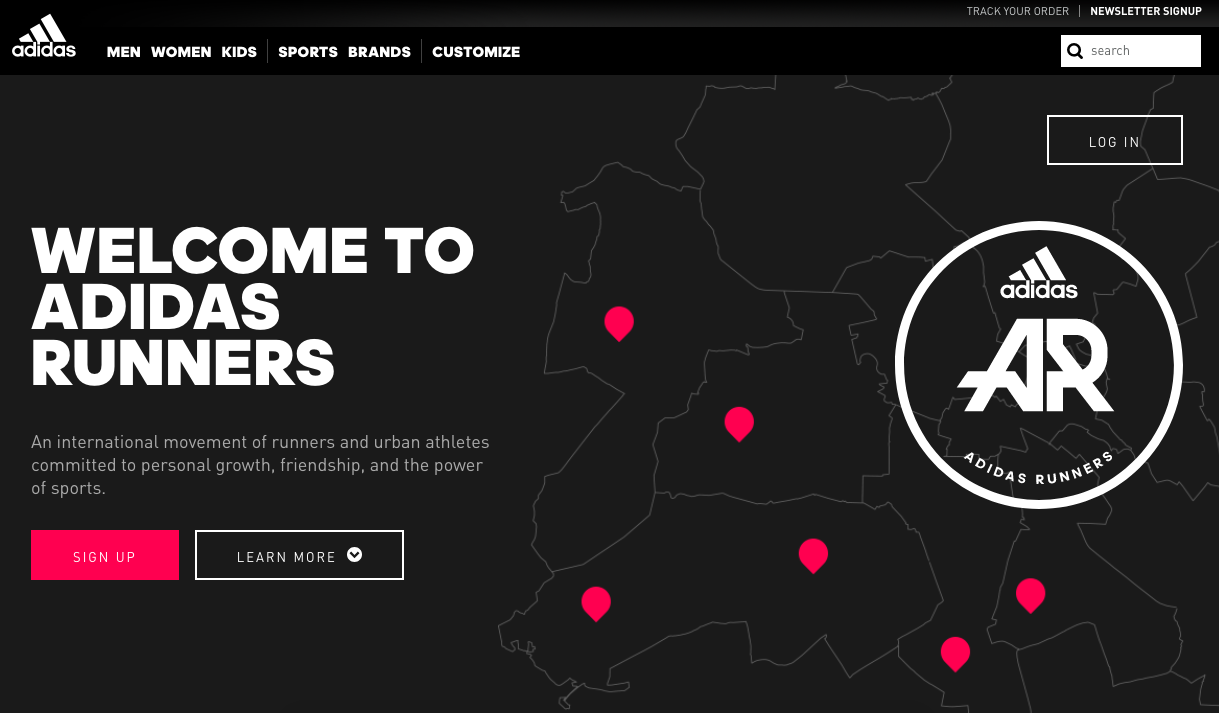 TRACK YOUR ORDER NEWSLETTER SIGNUP
adidas
MEN WOMEN KIDS SPORTS BRANDS CUSTOMIZE
search
LOG IN
WELCOME TO
ADIDAS
RUNNERS
An international movement of runners and urban athletes
committed to personal growth, friendship, and the power
of sports.
SIGN UP
LEARN MORE
adidas
AR
ADIDAS RUNNERS